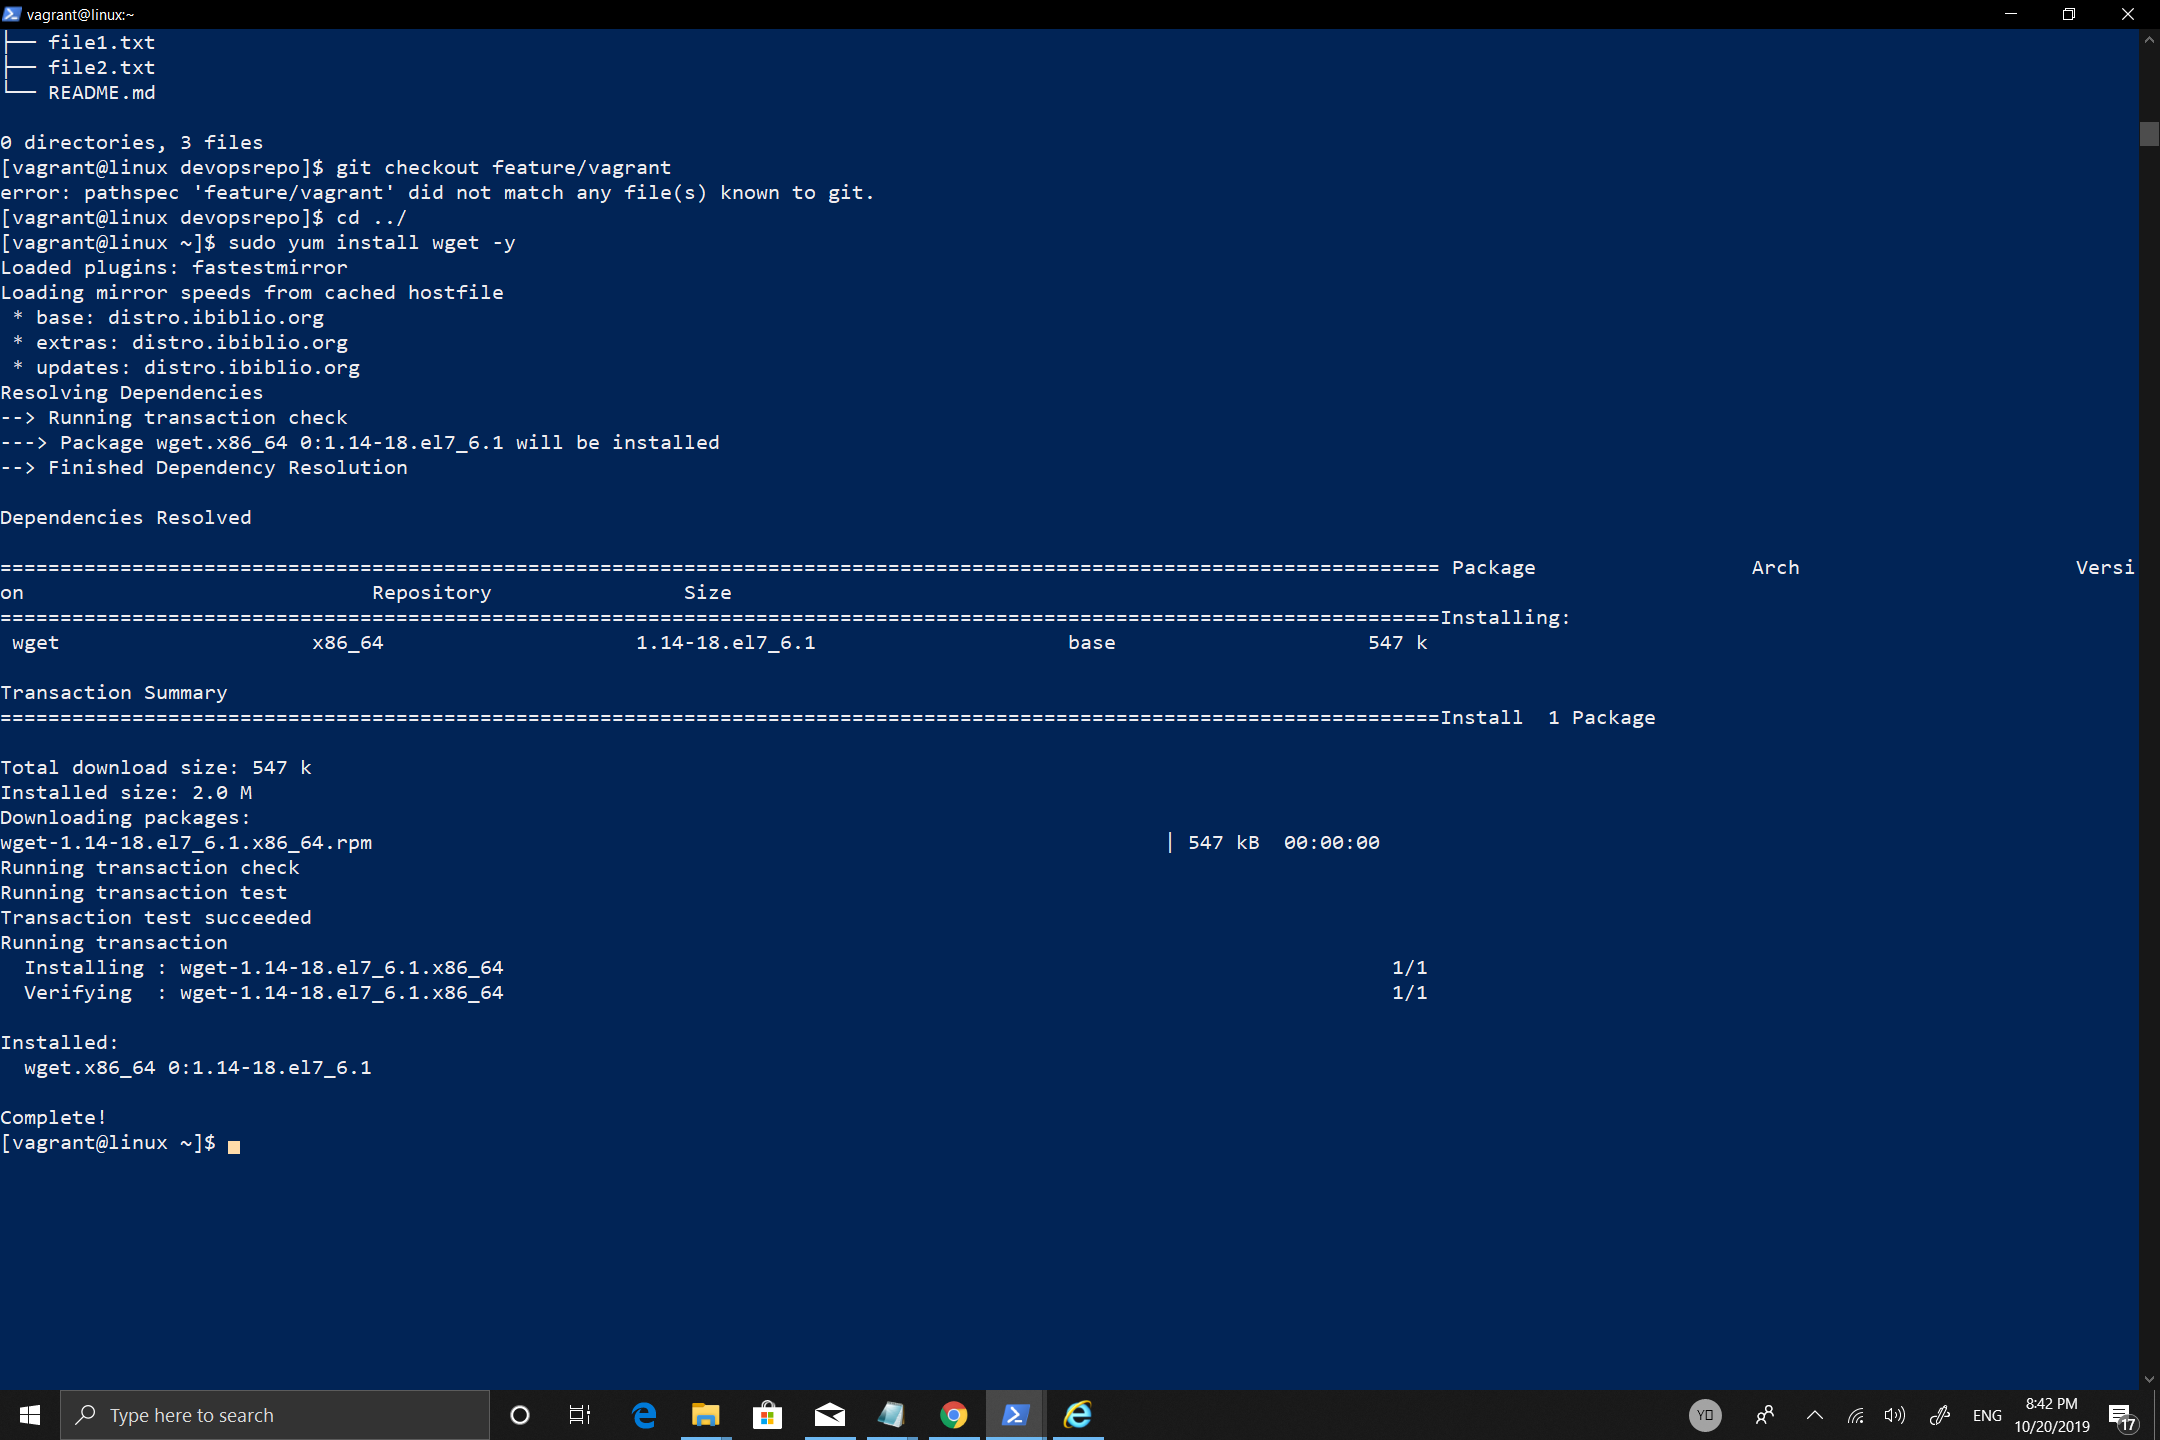 vagrant@linux:~
├── file1.txt
├── file2.txt
└── README.md
0 directories, 3 files
[vagrant@linux devopsrepo]$ git checkout feature/vagrant
error: pathspec 'feature/vagrant' did not match any file(s) known to git.
[vagrant@linux devopsrepo]$ cd ../
[vagrant@linux ~]$ sudo yum install wget -y
Loaded plugins: fastestmirror
Loading mirror speeds from cached hostfile
 * base: distro.ibiblio.org
 * extras: distro.ibiblio.org
 * updates: distro.ibiblio.org
Resolving Dependencies
--> Running transaction check
---> Package wget.x86_64 0:1.14-18.el7_6.1 will be installed
--> Finished Dependency Resolution
Dependencies Resolved
======================================================================================================================== Package Arch Versi
on Repository Size
========================================================================================================================Installing:
 wget x86_64 1.14-18.el7_6.1 base 547 k
Transaction Summary
========================================================================================================================Install  1 Package
Total download size: 547 k
Installed size: 2.0 M
Downloading packages:
wget-1.14-18.el7_6.1.x86_64.rpm | 547 kB  00:00:00
Running transaction check
Running transaction test
Transaction test succeeded
Running transaction
  Installing : wget-1.14-18.el7_6.1.x86_64 1/1
  Verifying  : wget-1.14-18.el7_6.1.x86_64 1/1
Installed:
  wget.x86_64 0:1.14-18.el7_6.1
Complete!
[vagrant@linux ~]$
Type here to search
ENG
8:42 PM
10/20/2019
17